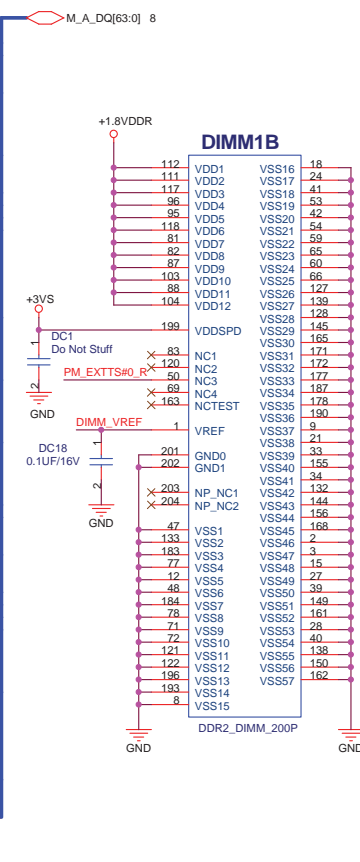 M_A_DQ[63:0] 8
+1.8VDDR
DIMM1B
112 VDD1
111 VDD2
117 VDD3
96 VDD4
95 VDD5
118 VDD6
81 VDD7
82 VDD8
87 VDD9
103 VDD10
88 VDD11
104 VDD12
+3VS
199 VDDSPD
DC1
Do Not Stuff
1
2
GND
83 NC1
120 NC2
PM_EXTTS#0_R 50 NC3
69 NC4
163 NCTEST
DIMM_VREF 1 VREF
DC18
0.1UF/16V
1
2
GND
201 GND0
202 GND1
203 NP_NC1
204 NP_NC2
47 VSS1
133 VSS2
183 VSS3
77 VSS4
12 VSS5
48 VSS6
184 VSS7
78 VSS8
71 VSS9
72 VSS10
121 VSS11
122 VSS12
196 VSS13
193 VSS14
8 VSS15
VSS16 18
VSS17 24
VSS18 41
VSS19 53
VSS20 42
VSS21 54
VSS22 59
VSS23 65
VSS24 60
VSS25 66
VSS26 127
VSS27 139
VSS28 128
VSS29 145
VSS30 165
VSS31 171
VSS32 172
VSS33 177
VSS34 187
VSS35 178
VSS36 190
VSS37 9
VSS38 21
VSS39 33
VSS40 155
VSS41 34
VSS42 132
VSS43 144
VSS44 156
VSS45 168
VSS46 2
VSS47 3
VSS48 15
VSS49 27
VSS50 39
VSS51 149
VSS52 161
VSS53 28
VSS54 40
VSS55 138
VSS56 150
VSS57 162
DDR2_DIMM_200P
GND
GND